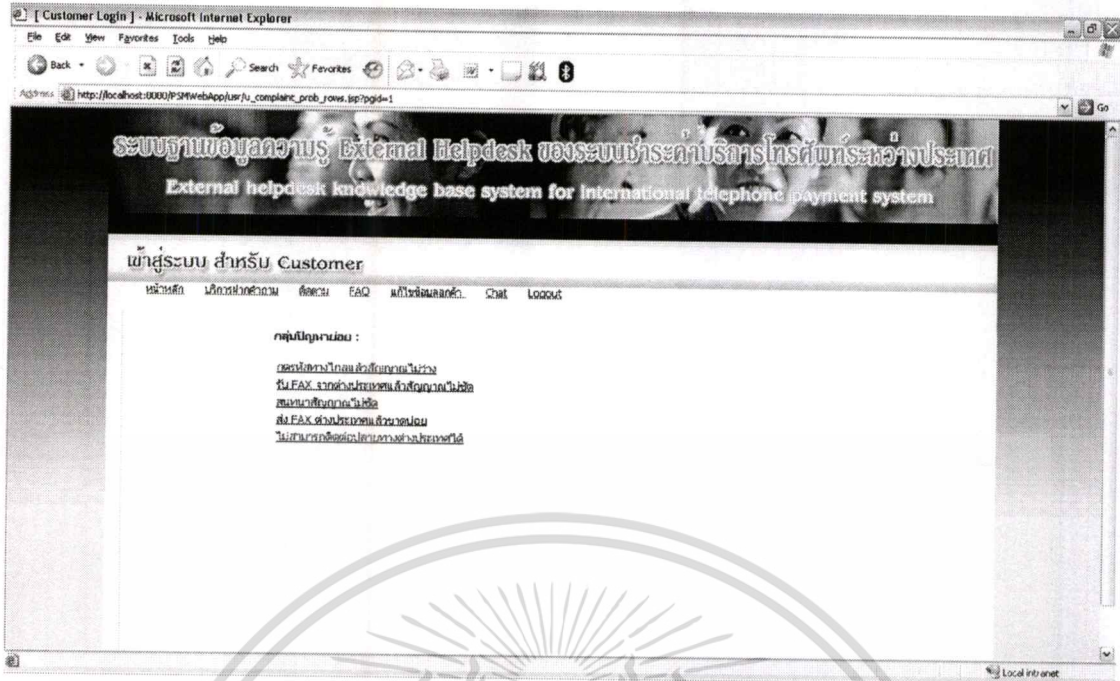 [ Customer Login ] - Microsoft Internet Explorer
File Edit View Favorites Tools Help
Back Search Favorites
Address http://localhost:8080/PSMWebApp/usr/u_complaint_prob_rows.jsp?pgid=1 Go
ระบบฐานข้อมูลความรู้ External Helpdesk ของระบบชำระค่าบริการโทรศัพท์ระหว่างประเทศ
External helpdesk knowledge base system for international telephone payment system
เข้าสู่ระบบ สำหรับ Customer
หน้าหลัก บริการฝากคำถาม ติดตาม FAQ แก้ไขข้อมูลลูกค้า Chat Logout
กลุ่มปัญหาย่อย :
กดรหัสทางไกลแล้วสัญญาณไม่ว่าง
รับ FAX จากต่างประเทศแล้วสัญญาณไม่ชัด
สนทนาสัญญาณไม่ชัด
ส่ง FAX ต่างประเทศแล้วขาดบ่อย
ไม่สามารถติดต่อปลายทางต่างประเทศได้
Local intranet